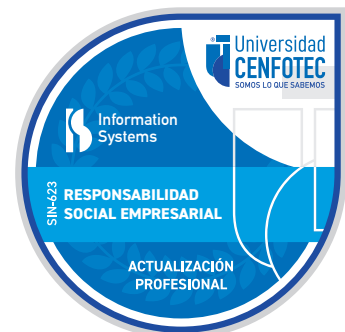 Universidad
CENFOTEC
SOMOS LO QUE SABEMOS
Information
Systems
SIN-623
RESPONSABILIDAD
SOCIAL EMPRESARIAL
ACTUALIZACIÓN
PROFESIONAL